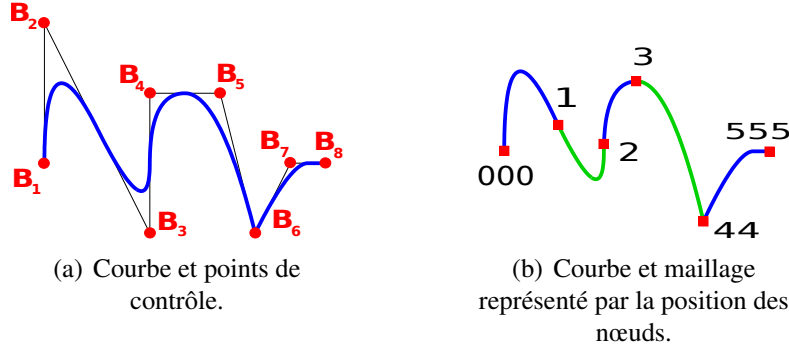 B2
B4
B5
B7
B8
B1
B3
B6
3
1
2
555
000
44
(a) Courbe et points de
contrôle.
(b) Courbe et maillage
représenté par la position des
nœuds.